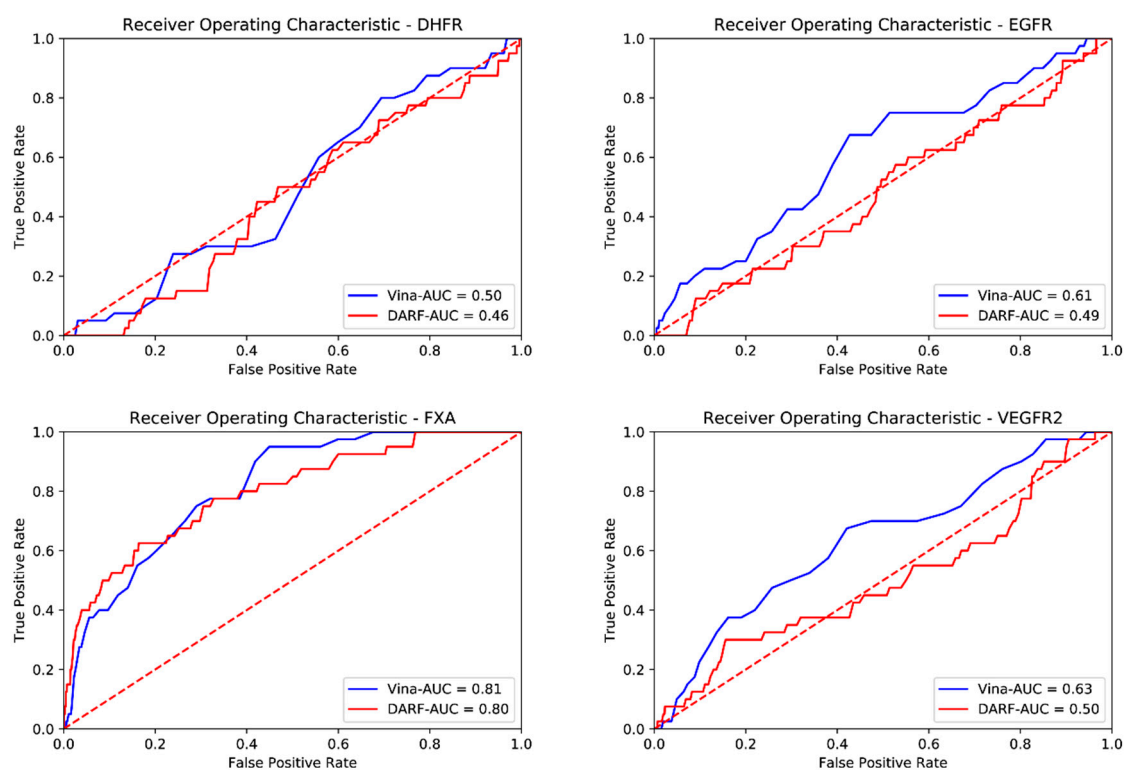 Receiver Operating Characteristic - DHFR
1.0
0.8
0.6
0.4
0.2
0.0
True Positive Rate
Vina-AUC = 0.50
DARF-AUC = 0.46
0.0 0.2 0.4 0.6 0.8 1.0
False Positive Rate
Receiver Operating Characteristic - EGFR
1.0
0.8
0.6
0.4
0.2
0.0
True Positive Rate
Vina-AUC = 0.61
DARF-AUC = 0.49
0.0 0.2 0.4 0.6 0.8 1.0
False Positive Rate
Receiver Operating Characteristic - FXA
1.0
0.8
0.6
0.4
0.2
0.0
True Positive Rate
Vina-AUC = 0.81
DARF-AUC = 0.80
0.0 0.2 0.4 0.6 0.8 1.0
False Positive Rate
Receiver Operating Characteristic - VEGFR2
1.0
0.8
0.6
0.4
0.2
0.0
True Positive Rate
Vina-AUC = 0.63
DARF-AUC = 0.50
0.0 0.2 0.4 0.6 0.8 1.0
False Positive Rate